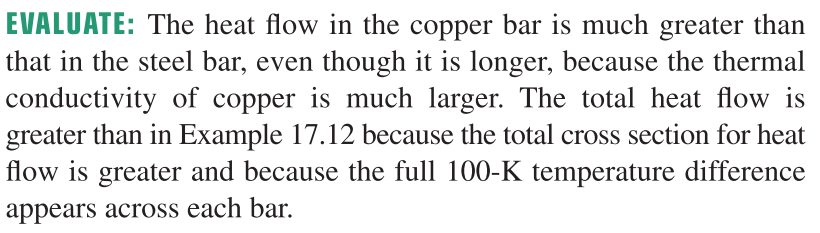 EVALUATE: The heat flow in the copper bar is much greater than
that in the steel bar, even though it is longer, because the thermal
conductivity of copper is much larger. The total heat flow is
greater than in Example 17.12 because the total cross section for heat
flow is greater and because the full 100-K temperature difference
appears across each bar.